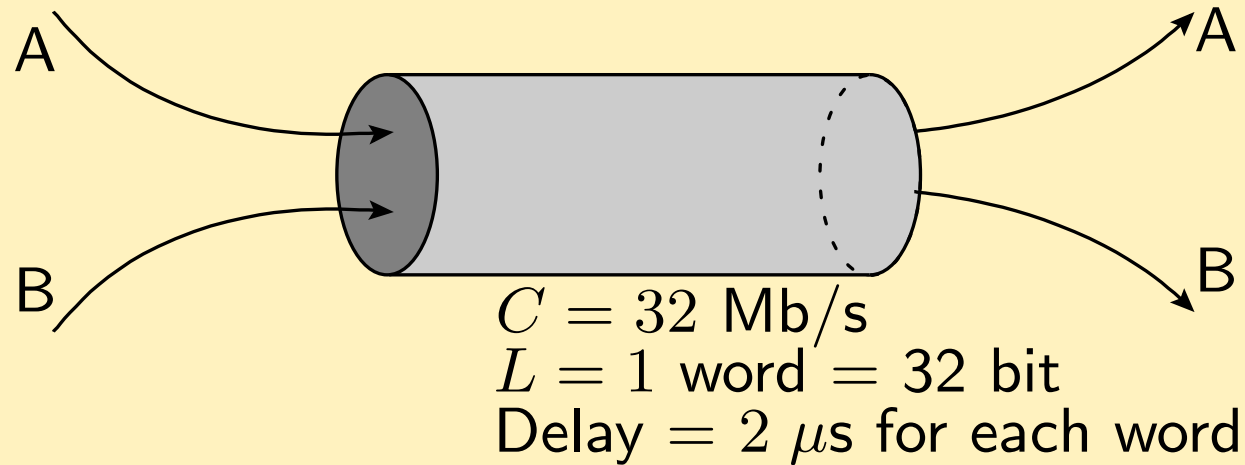 A
A
B
B
C = 32 Mb/s
L = 1 word = 32 bit
Delay = 2 μs for each word